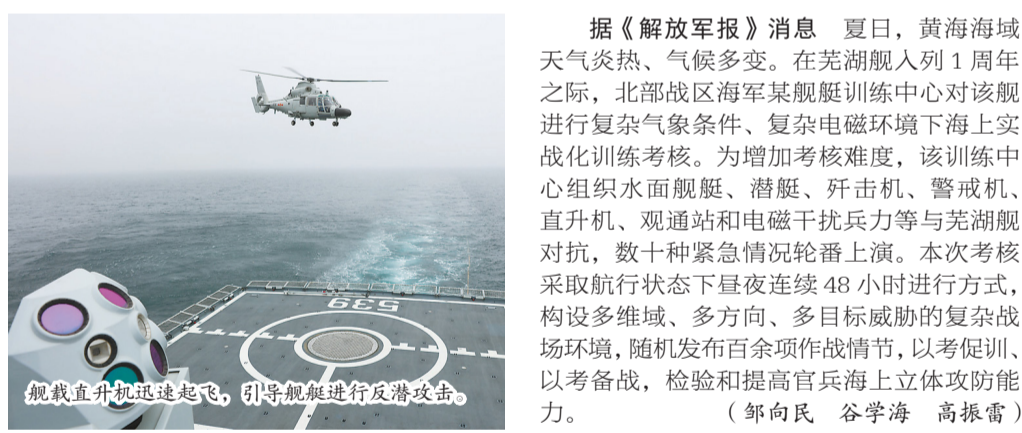 539
舰载直升机迅速起飞，引导舰艇进行反潜攻击。
据《解放军报》消息　夏日，黄海海域
天气炎热、气候多变。在芜湖舰入列1周年
之际，北部战区海军某舰艇训练中心对该舰
进行复杂气象条件、复杂电磁环境下海上实
战化训练考核。为增加考核难度，该训练中
心组织水面舰艇、潜艇、歼击机、警戒机、
直升机、观通站和电磁干扰兵力等与芜湖舰
对抗，数十种紧急情况轮番上演。本次考核
采取航行状态下昼夜连续48小时进行方式，
构设多维域、多方向、多目标威胁的复杂战
场环境，随机发布百余项作战情节，以考促训、
以考备战，检验和提高官兵海上立体攻防能
力。　（邹向民　谷学海　高振雷）